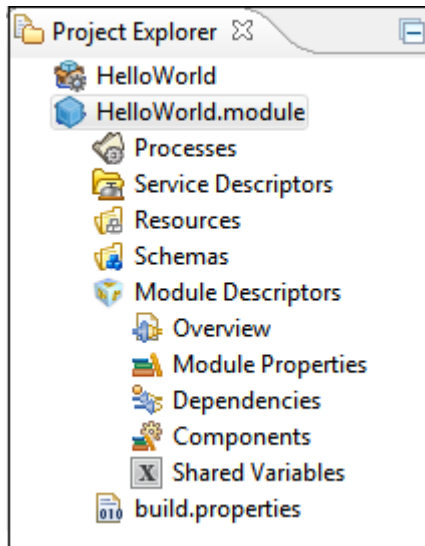 Project Explorer
HelloWorld
HelloWorld.module
Processes
Service Descriptors
Resources
Schemas
Module Descriptors
Overview
Module Properties
Dependencies
Components
X Shared Variables
010 build.properties